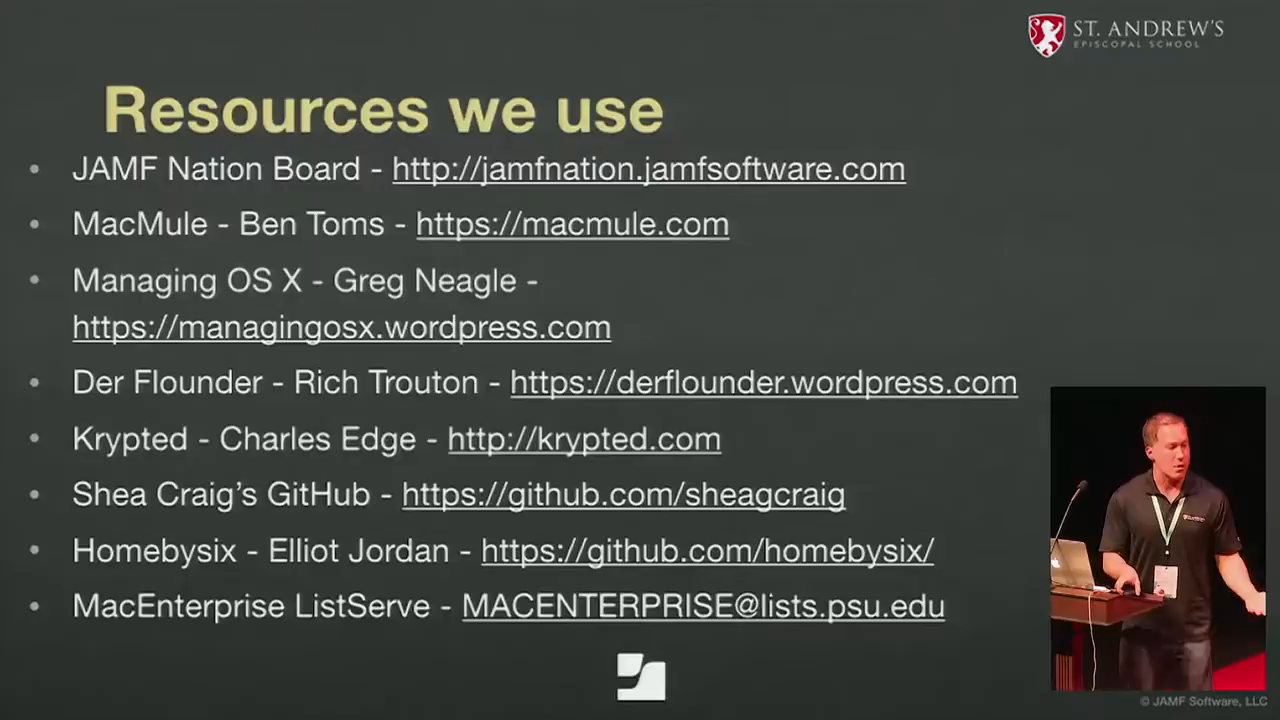 ST. ANDREW'S
EPISCOPAL SCHOOL
Resources we use
• JAMF Nation Board - http://jamfnation.jamfsoftware.com
• MacMule - Ben Toms - https://macmule.com
• Managing OS X - Greg Neagle -
https://managingosx.wordpress.com
• Der Flounder - Rich Trouton - https://derflounder.wordpress.com
• Krypted - Charles Edge - http://krypted.com
• Shea Craig’s GitHub - https://github.com/sheagcraig
• Homebysix - Elliot Jordan - https://github.com/homebysix/
• MacEnterprise ListServe - MACENTERPRISE@lists.psu.edu
© JAMF Software, LLC